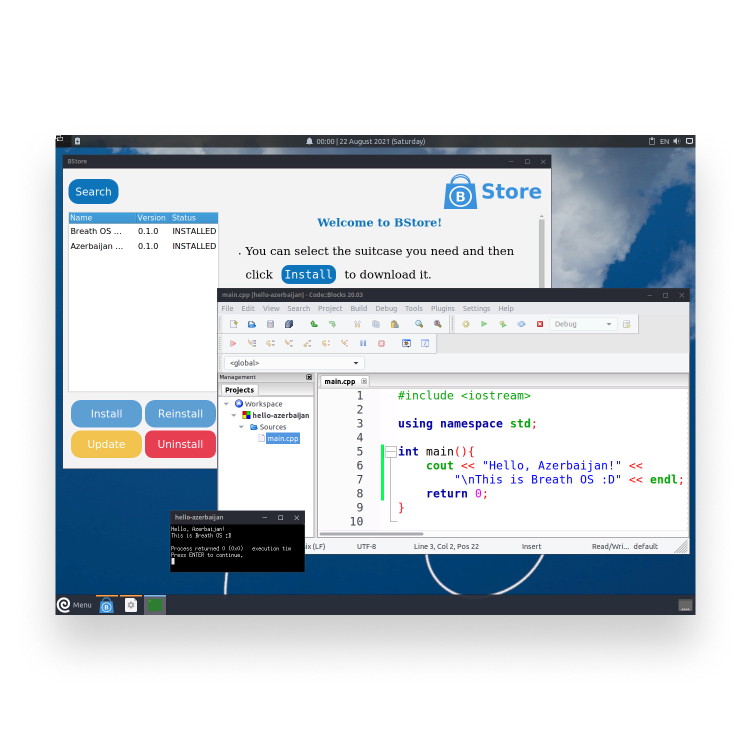 00:00 | 22 August 2021 (Saturday)
EN
BStore
Search
B Store
Name Version Status
Breath OS ... 0.1.0 INSTALLED
Azerbaijan ... 0.1.0 INSTALLED
Welcome to BStore!
. You can select the suitcase you need and then
click Install to download it.
Install Reinstall
Update Uninstall
main.cpp [hello-azerbaijan] - Code::Blocks 20.03
File Edit View Search Project Build Debug Tools Plugins Settings Help
Debug
<global>
Management
Projects
Workspace
hello-azerbaijan
Sources
main.cpp
main.cpp
1 #include <iostream>
2
3 using namespace std;
4
5 int main(){
6 cout << "Hello, Azerbaijan!" <<
7 "\nThis is Breath OS :D" << endl;
8 return 0;
9 }
10
ix (LF) UTF-8 Line 3, Col 2, Pos 22 Insert Read/Wri... default
hello-azerbaijan
Hello, Azerbaijan!
This is Breath OS :D
Process returned 0 (0x0) execution tim
Press ENTER to continue.
Menu
B